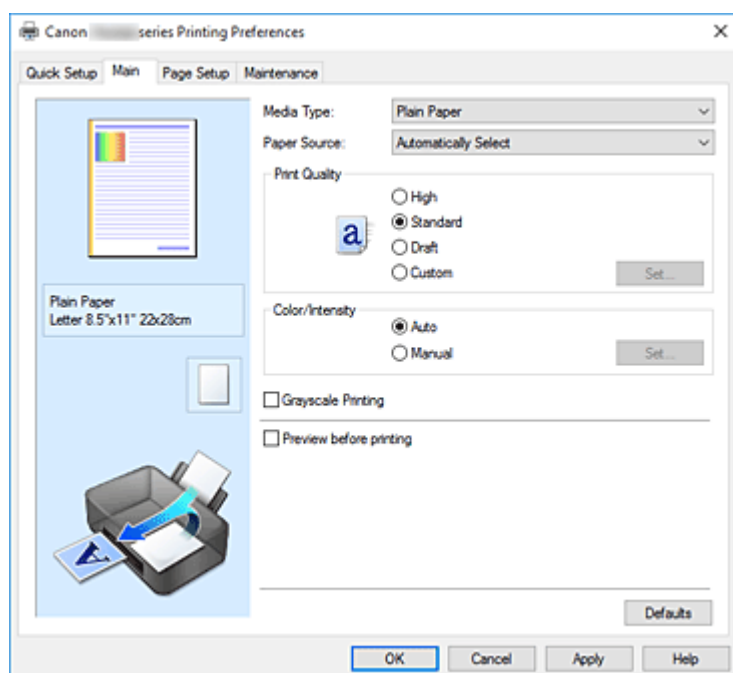 Canon series Printing Preferences
Quick Setup Main Page Setup Maintenance
Media Type: Plain Paper
Paper Source: Automatically Select
Print Quality
High
a
Standard
Draft
Custom Set...
Plain Paper
Letter 8.5"x11" 22x28cm
Color/Intensity
Auto
Manual Set...
Grayscale Printing
Preview before printing
A
Defaults
OK Cancel Apply Help